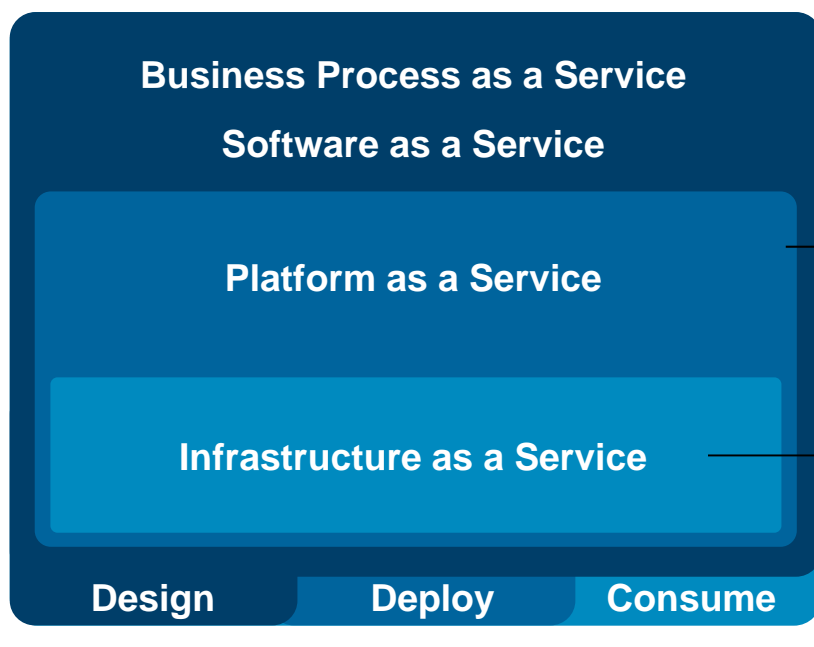 Business Process as a Service
Software as a Service
Platform as a Service
Infrastructure as a Service
Design Deploy Consume